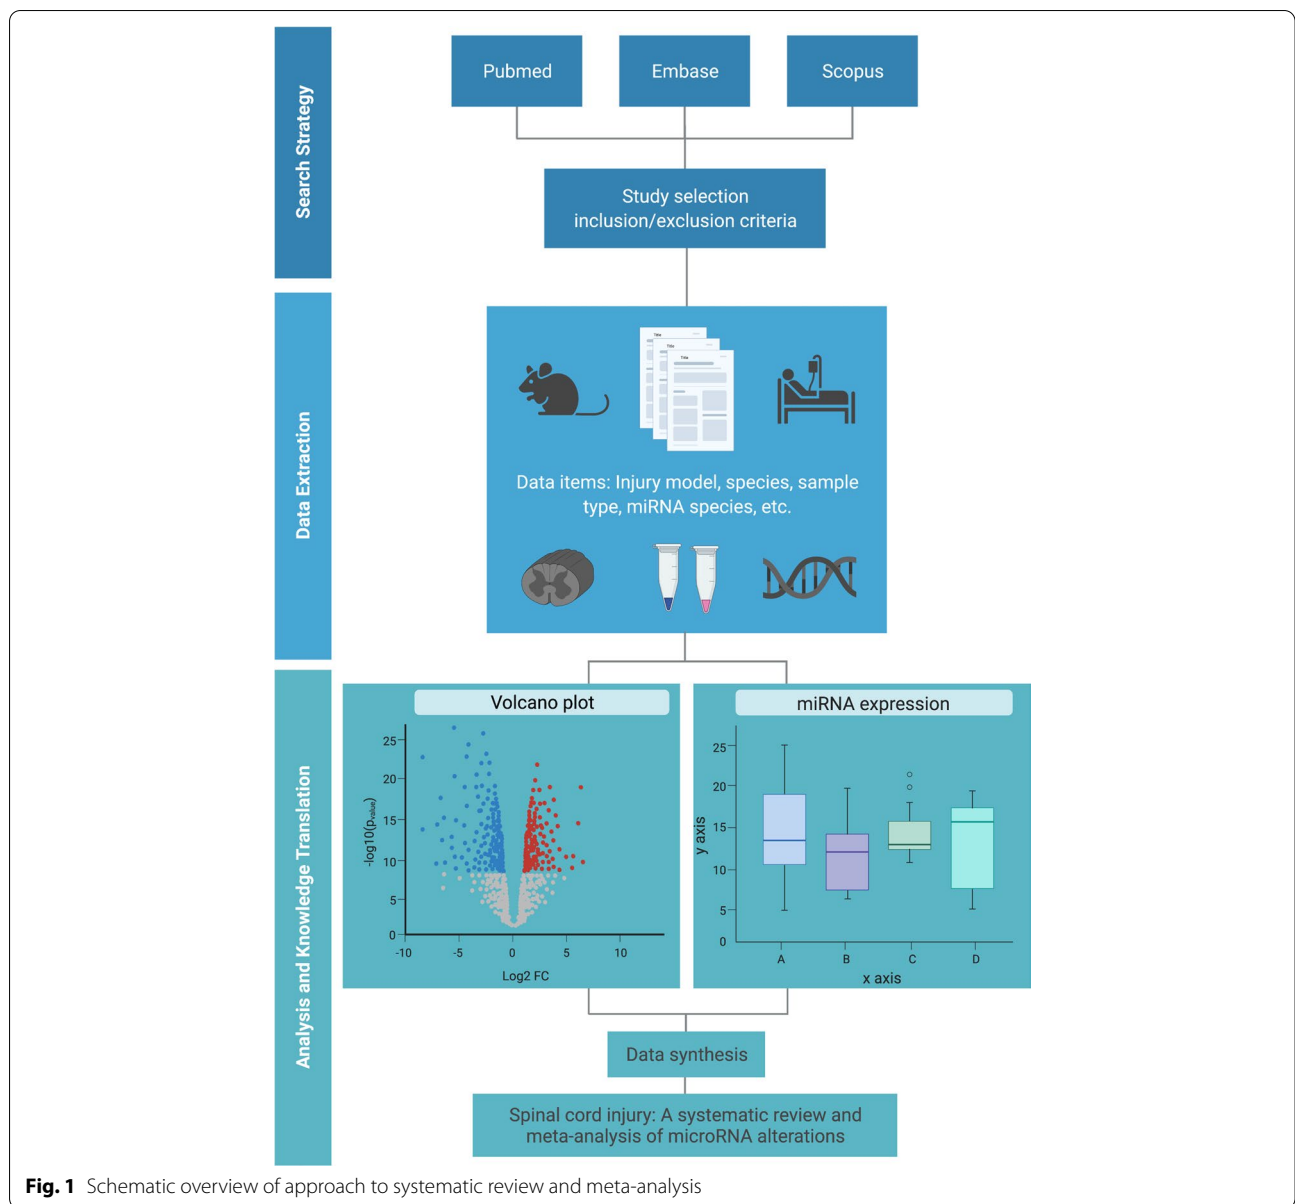 Search Strategy
Pubmed
Embase
Scopus
Study selection
inclusion/exclusion criteria
Data Extraction
Title
Title
Title
Data items: Injury model, species, sample
type, miRNA species, etc.
Analysis and Knowledge Translation
Volcano plot
-log10(pvalue)
25
20
15
10
5
0
-10
-5
0
5
10
Log2 FC
miRNA expression
y axis
25
20
15
10
5
0
A
B
C
D
x axis
Data synthesis
Spinal cord injury: A systematic review and
meta-analysis of microRNA alterations
Fig. 1 Schematic overview of approach to systematic review and meta-analysis